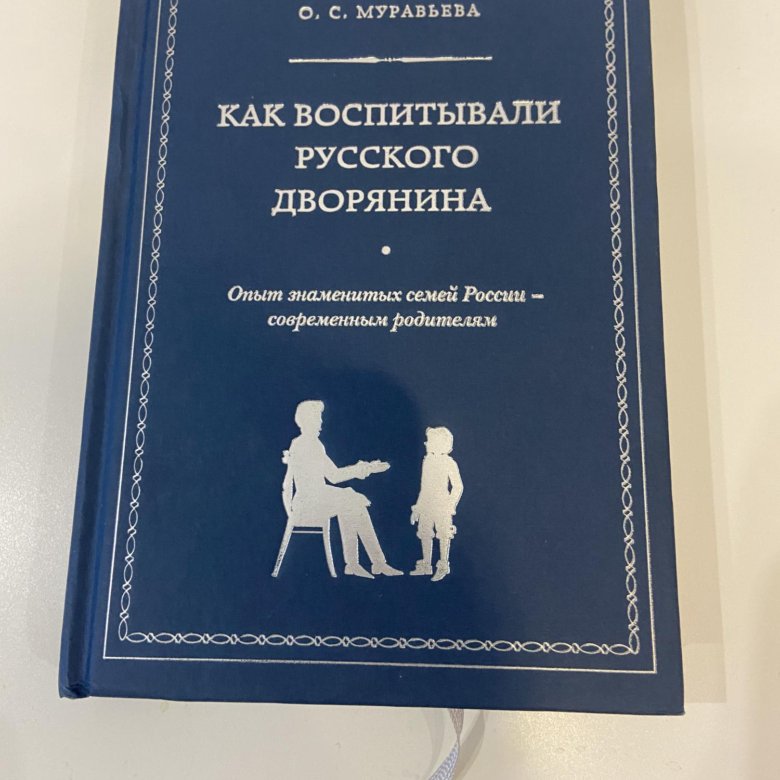 О. С. МУРАВЬЕВА
КАК ВОСПИТЫВАЛИ
РУССКОГО
ДВОРЯНИНА
Опыт знаменитых семей России –
современным родителям